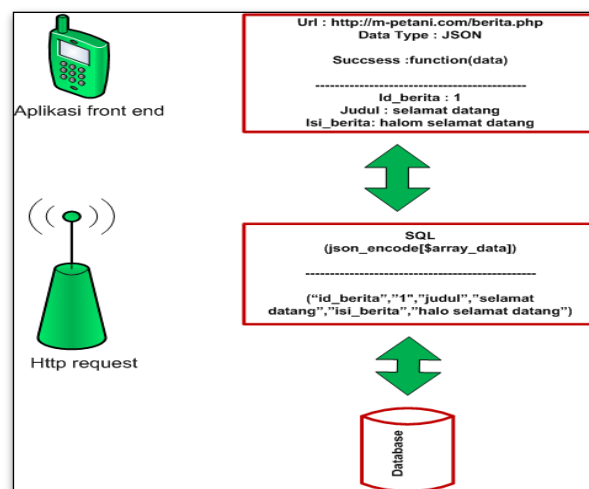 Url : http://m-petani.com/berita.php
Data Type : JSON
Succsess :function(data)
--------------------------------------------
Id_berita : 1
Judul : selamat datang
Isi_berita: halom selamat datang
Aplikasi front end
SQL
(json_encode[$array_data])
------------------------------------------------
(“id_berita”,”1",”judul”,”selamat
datang”,”isi_berita”,”halo selamat datang”)
Http request
Database